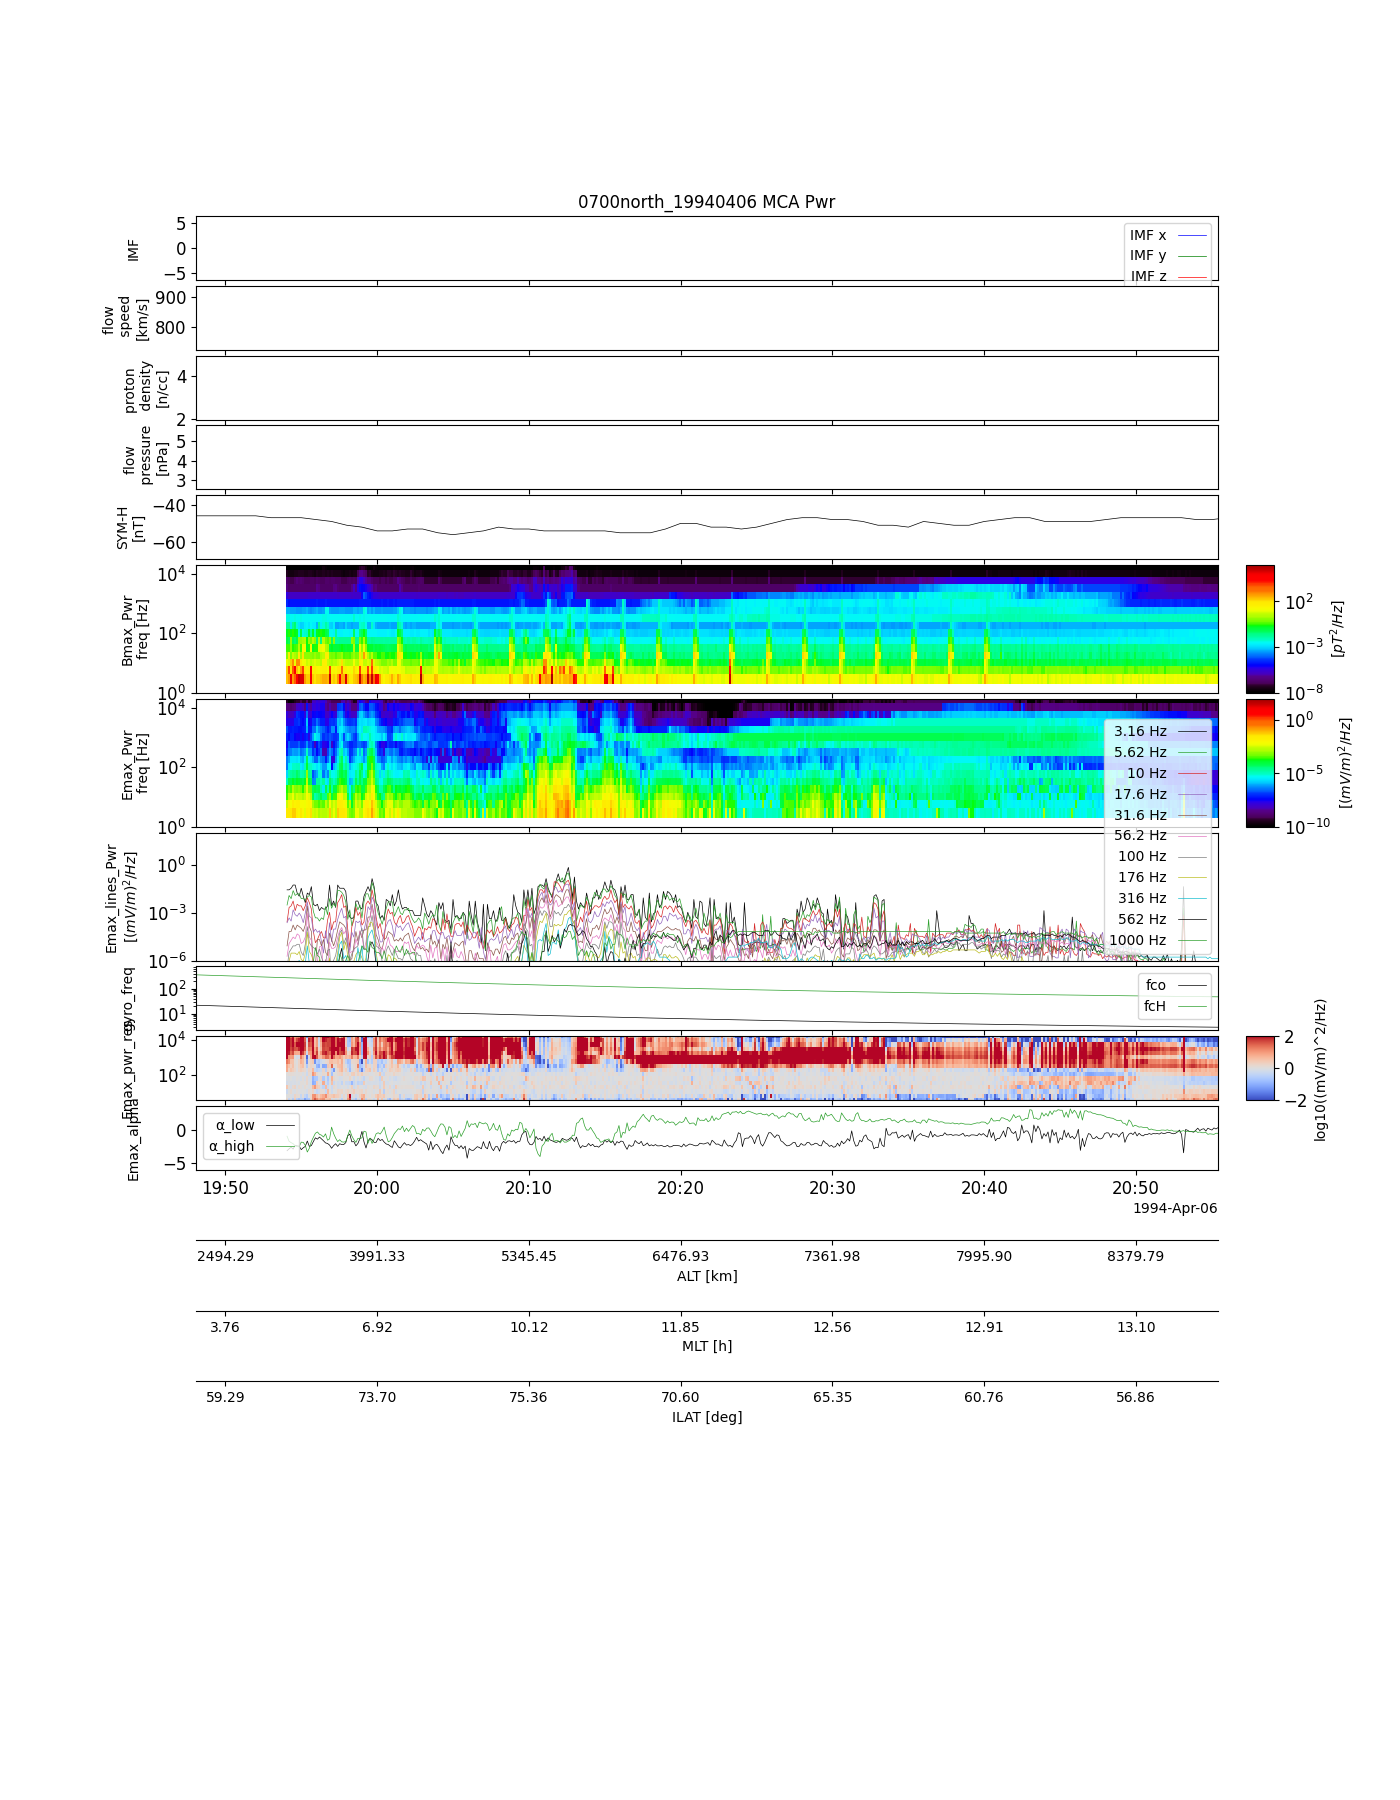 0700north_19940406 MCA Pwr
5
0
−5
IMF
IMF x
IMF y
IMF z
900
800
flow
speed
[km/s]
4
2
proton
density
[n/cc]
5
4
3
flow
pressure
[nPa]
−40
−60
SYM-H
[nT]
10^4
10^2
10^0
Bmax_Pwr
freq [Hz]
10^2
10^−3
10^−8
[pT^2/Hz]
10^4
10^2
10^0
Emax_Pwr
freq [Hz]
10^0
10^−5
10^−10
[(mV/m)^2/Hz]
3.16 Hz
5.62 Hz
10 Hz
17.6 Hz
31.6 Hz
56.2 Hz
100 Hz
176 Hz
316 Hz
562 Hz
1000 Hz
10^0
10^−3
10^−6
Emax_lines_Pwr
[(mV/m)^2/Hz]
10^2
10^1
gyro_freq
fco
fcH
10^4
10^2
Emax_pwr_reg
2
0
−2
log10((mV/m)^2/Hz)
0
−5
Emax_alpha
α_low
α_high
19:50 20:00 20:10 20:20 20:30 20:40 20:50
1994-Apr-06
2494.29 3991.33 5345.45 6476.93 7361.98 7995.90 8379.79
ALT [km]
3.76 6.92 10.12 11.85 12.56 12.91 13.10
MLT [h]
59.29 73.70 75.36 70.60 65.35 60.76 56.86
ILAT [deg]